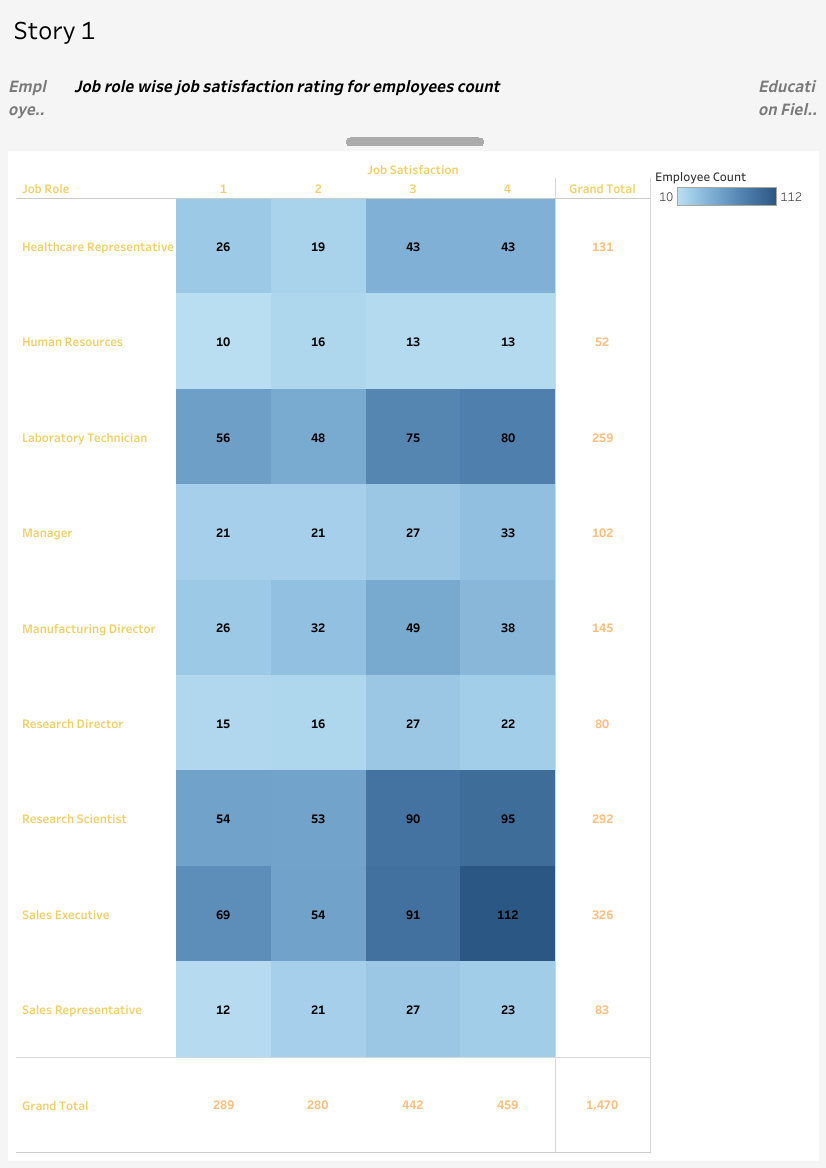 Story 1
Empl
oye..
Job role wise job satisfaction rating for employees count
Educati
on Fiel..
Job Satisfaction
Job Role 1 2 3 4 Grand Total
Employee Count
10 112
Healthcare Representative 26 19 43 43 131
Human Resources 10 16 13 13 52
Laboratory Technician 56 48 75 80 259
Manager 21 21 27 33 102
Manufacturing Director 26 32 49 38 145
Research Director 15 16 27 22 80
Research Scientist 54 53 90 95 292
Sales Executive 69 54 91 112 326
Sales Representative 12 21 27 23 83
Grand Total 289 280 442 459 1,470